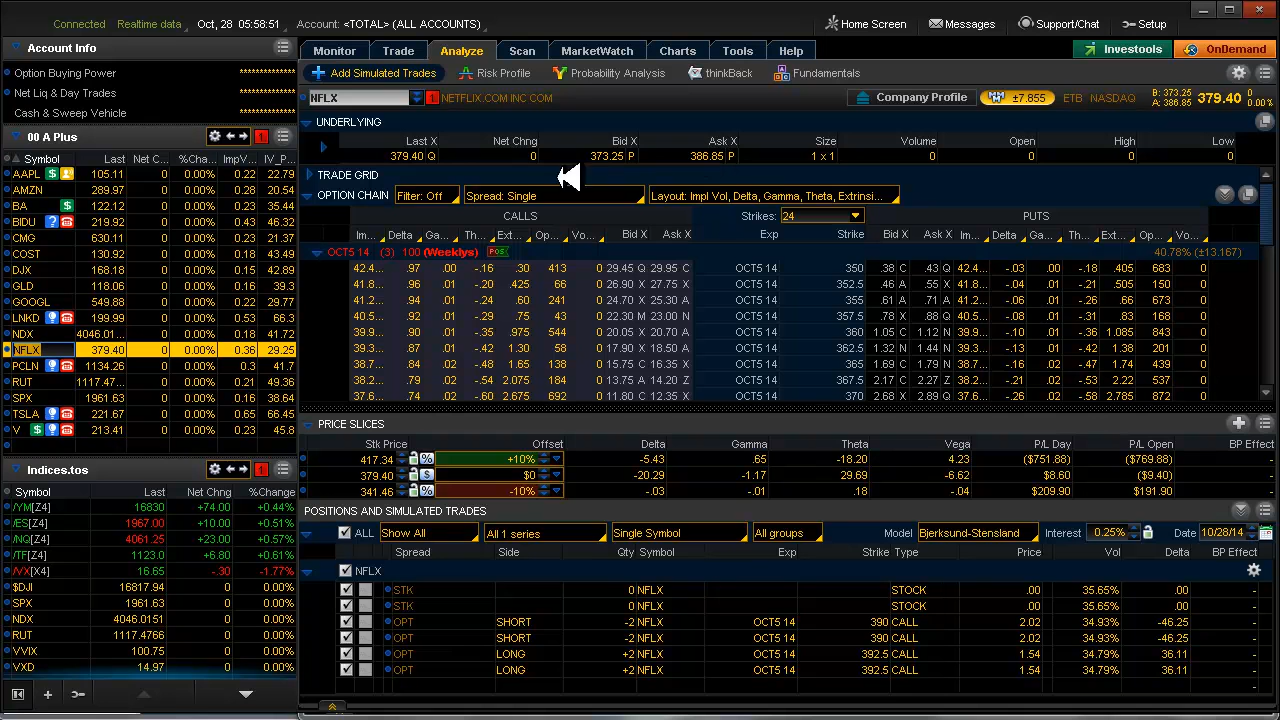 Connected Realtime data Oct, 28 05:58:51 Account: <TOTAL> (ALL ACCOUNTS) Home Screen Messages Support/Chat Setup
Account Info
Option Buying Power *************
Net Liq & Day Trades *************
Cash & Sweep Vehicle *************
00 A Plus 1
Symbol Last Net C... %Cha... ImpV... IV_P...
AAPL $ 105.11 0 0.00% 0.22 22.79
AMZN 289.97 0 0.00% 0.28 20.54
BA $ 122.12 0 0.00% 0.23 35.44
BIDU 219.92 0 0.00% 0.43 46.32
CMG 630.11 0 0.00% 0.23 21.37
COST 130.92 0 0.00% 0.18 43.49
DJX 168.18 0 0.00% 0.15 42.89
GLD 118.06 0 0.00% 0.16 39.3
GOOGL 549.88 0 0.00% 0.22 29.77
LNKD 199.99 0 0.00% 0.53 66.3
NDX 4046.01... 0 0.00% 0.18 41.72
NFLX 379.40 0 0.00% 0.36 29.25
PCLN 1134.26 0 0.00% 0.3 41.7
RUT 1117.47... 0 0.00% 0.21 49.36
SPX 1961.63 0 0.00% 0.16 38.64
TSLA 221.67 0 0.00% 0.65 66.45
V $ 213.41 0 0.00% 0.23 45.8
Indices.tos 1
Symbol Last Net Chng %Change
/YM[Z4] 16830 +74.00 +0.44%
/ES[Z4] 1967.00 +10.00 +0.51%
/NQ[Z4] 4061.25 +23.00 +0.57%
/TF[Z4] 1123.0 +6.80 +0.61%
/VX[X4] 16.65 -.30 -1.77%
$DJI 16817.94 0 0.00%
SPX 1961.63 0 0.00%
NDX 4046.0151 0 0.00%
RUT 1117.4766 0 0.00%
VVIX 100.75 0 0.00%
VXD 14.97 0 0.00%
Monitor Trade Analyze Scan MarketWatch Charts Tools Help Investools OnDemand
Add Simulated Trades Risk Profile Probability Analysis thinkBack Fundamentals
NFLX 1 NETFLIX COM INC COM Company Profile ±7.855 ETB NASDAQ B: 373.25 A: 386.85 379.40 0 0.00%
UNDERLYING
Last X Net Chng Bid X Ask X Size Volume Open High Low
379.40 Q 0 373.25 P 386.85 P 1 x 1 0 0 0 0
TRADE GRID
OPTION CHAIN Filter: Off Spread: Single Layout: Impl Vol, Delta, Gamma, Theta, Extrinsi...
CALLS Strikes: 24 PUTS
Im... Delta Ga... Th... Ext... Op... Vo... Bid X Ask X Exp Strike Bid X Ask X Im... Delta Ga... Th... Ext... Op... Vo...
OCT5 14 (3) 100 (Weeklys) POS 40.78% (±13.167)
42.4... .97 .00 -.16 .30 413 0 29.45 Q 29.95 C OCT5 14 350 .38 C .43 Q 42.4... -.03 .00 -.18 .405 683 0
41.8... .96 .01 -.20 .425 66 0 26.90 X 27.75 X OCT5 14 352.5 .46 A .55 X 41.8... -.04 .01 -.21 .505 150 0
41.2... .94 .01 -.24 .60 241 0 24.70 X 25.30 A OCT5 14 355 .61 A .71 A 41.2... -.06 .01 -.26 .66 153 0
40.5... .92 .01 -.29 .75 43 0 22.30 M 23.00 N OCT5 14 357.5 .78 X .88 Q 40.5... -.08 .01 -.31 .83 168 0
39.9... .90 .01 -.35 .975 544 0 20.05 X 20.70 A OCT5 14 360 1.05 C 1.12 N 39.9... -.10 .01 -.36 1.085 843 0
39.3... .87 .01 -.42 1.30 58 0 17.90 X 18.50 A OCT5 14 362.5 1.32 N 1.44 N 39.3... -.13 .01 -.42 1.38 201 0
38.7... .84 .02 -.48 1.65 138 0 15.75 C 16.35 Z OCT5 14 365 1.69 N 1.79 N 38.7... -.16 .02 -.47 1.74 511 0
38.2... .79 .02 -.54 2.075 184 0 13.75 A 14.20 Z OCT5 14 367.5 2.17 C 2.27 Z 38.2... -.21 .02 -.53 2.22 537 0
37.6... .74 .02 -.60 2.675 692 0 11.80 C 12.35 X OCT5 14 370 2.68 X 2.89 Q 37.6... -.26 .02 -.58 2.785 872 0
PRICE SLICES
Stk Price Offset Delta Gamma Theta Vega P/L Day P/L Open BP Effect
417.34 % +10% -5.43 .65 -18.20 4.23 ($751.88) ($769.88) -
379.40 $ $0 -20.29 -1.17 29.69 -6.62 $8.60 ($9.40) -
341.46 % -10% -.03 -.01 .18 -.04 $209.90 $191.90 -
POSITIONS AND SIMULATED TRADES
ALL Show All All 1 series Single Symbol All groups Model Bjerksund-Stensland Interest 0.25% Date 10/28/14
Spread Side Qty Symbol Exp Strike Type Price Vol Delta BP Effect
NFLX
STK 0 NFLX STOCK .00 35.65% .00 -
STK 0 NFLX STOCK .00 35.65% .00 -
OPT SHORT -2 NFLX OCT5 14 390 CALL 2.02 34.93% -46.25 -
OPT SHORT -2 NFLX OCT5 14 390 CALL 2.02 34.93% -46.25 -
OPT LONG +2 NFLX OCT5 14 392.5 CALL 1.54 34.79% 36.11 -
OPT LONG +2 NFLX OCT5 14 392.5 CALL 1.54 34.79% 36.11 -